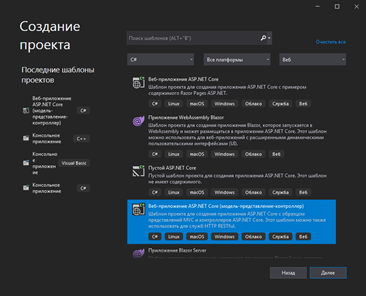 Создание
проекта
Последние шаблоны
проектов
Веб-приложение
ASP.NET Core
(модель-
представление-
контроллер)
C#
Консольное
приложение
C++
Консольно
е
приложен
ие
Visual Basic
Консольное
приложение
C#
Поиск шаблонов (ALT+"B")
Очистить все
C#
Все платформы
Веб
Веб-приложение ASP.NET Core
Шаблон проекта для создания приложения ASP.NET Core с примером
содержимого Razor Pages ASP.NET.
C# Linux macOS Windows Облако Служба Веб
Приложение WebAssembly Blazor
Шаблон проекта для создания приложения Blazor, которое запускается в
WebAssembly и может размещаться в приложении ASP.NET Core. Этот шаблон
можно использовать для веб-приложений с расширенными динамическими
пользовательскими интерфейсами (UI).
C# Linux macOS Windows Облако Веб
Пустой ASP.NET Core
Пустой шаблон проекта для создания приложения ASP.NET Core. Этот шаблон
не имеет содержимого.
C# Linux macOS Windows Облако Служба Веб
Веб-приложение ASP.NET Core (модель-представление-контроллер)
Шаблон проекта для создания приложения ASP.NET Core с образцом
представлений MVC и контроллеров ASP.NET Core. Этот шаблон можно также
использовать для служб HTTP RESTful.
C# Linux macOS Windows Облако Служба Веб
Приложение Blazor Server
Назад
Далее